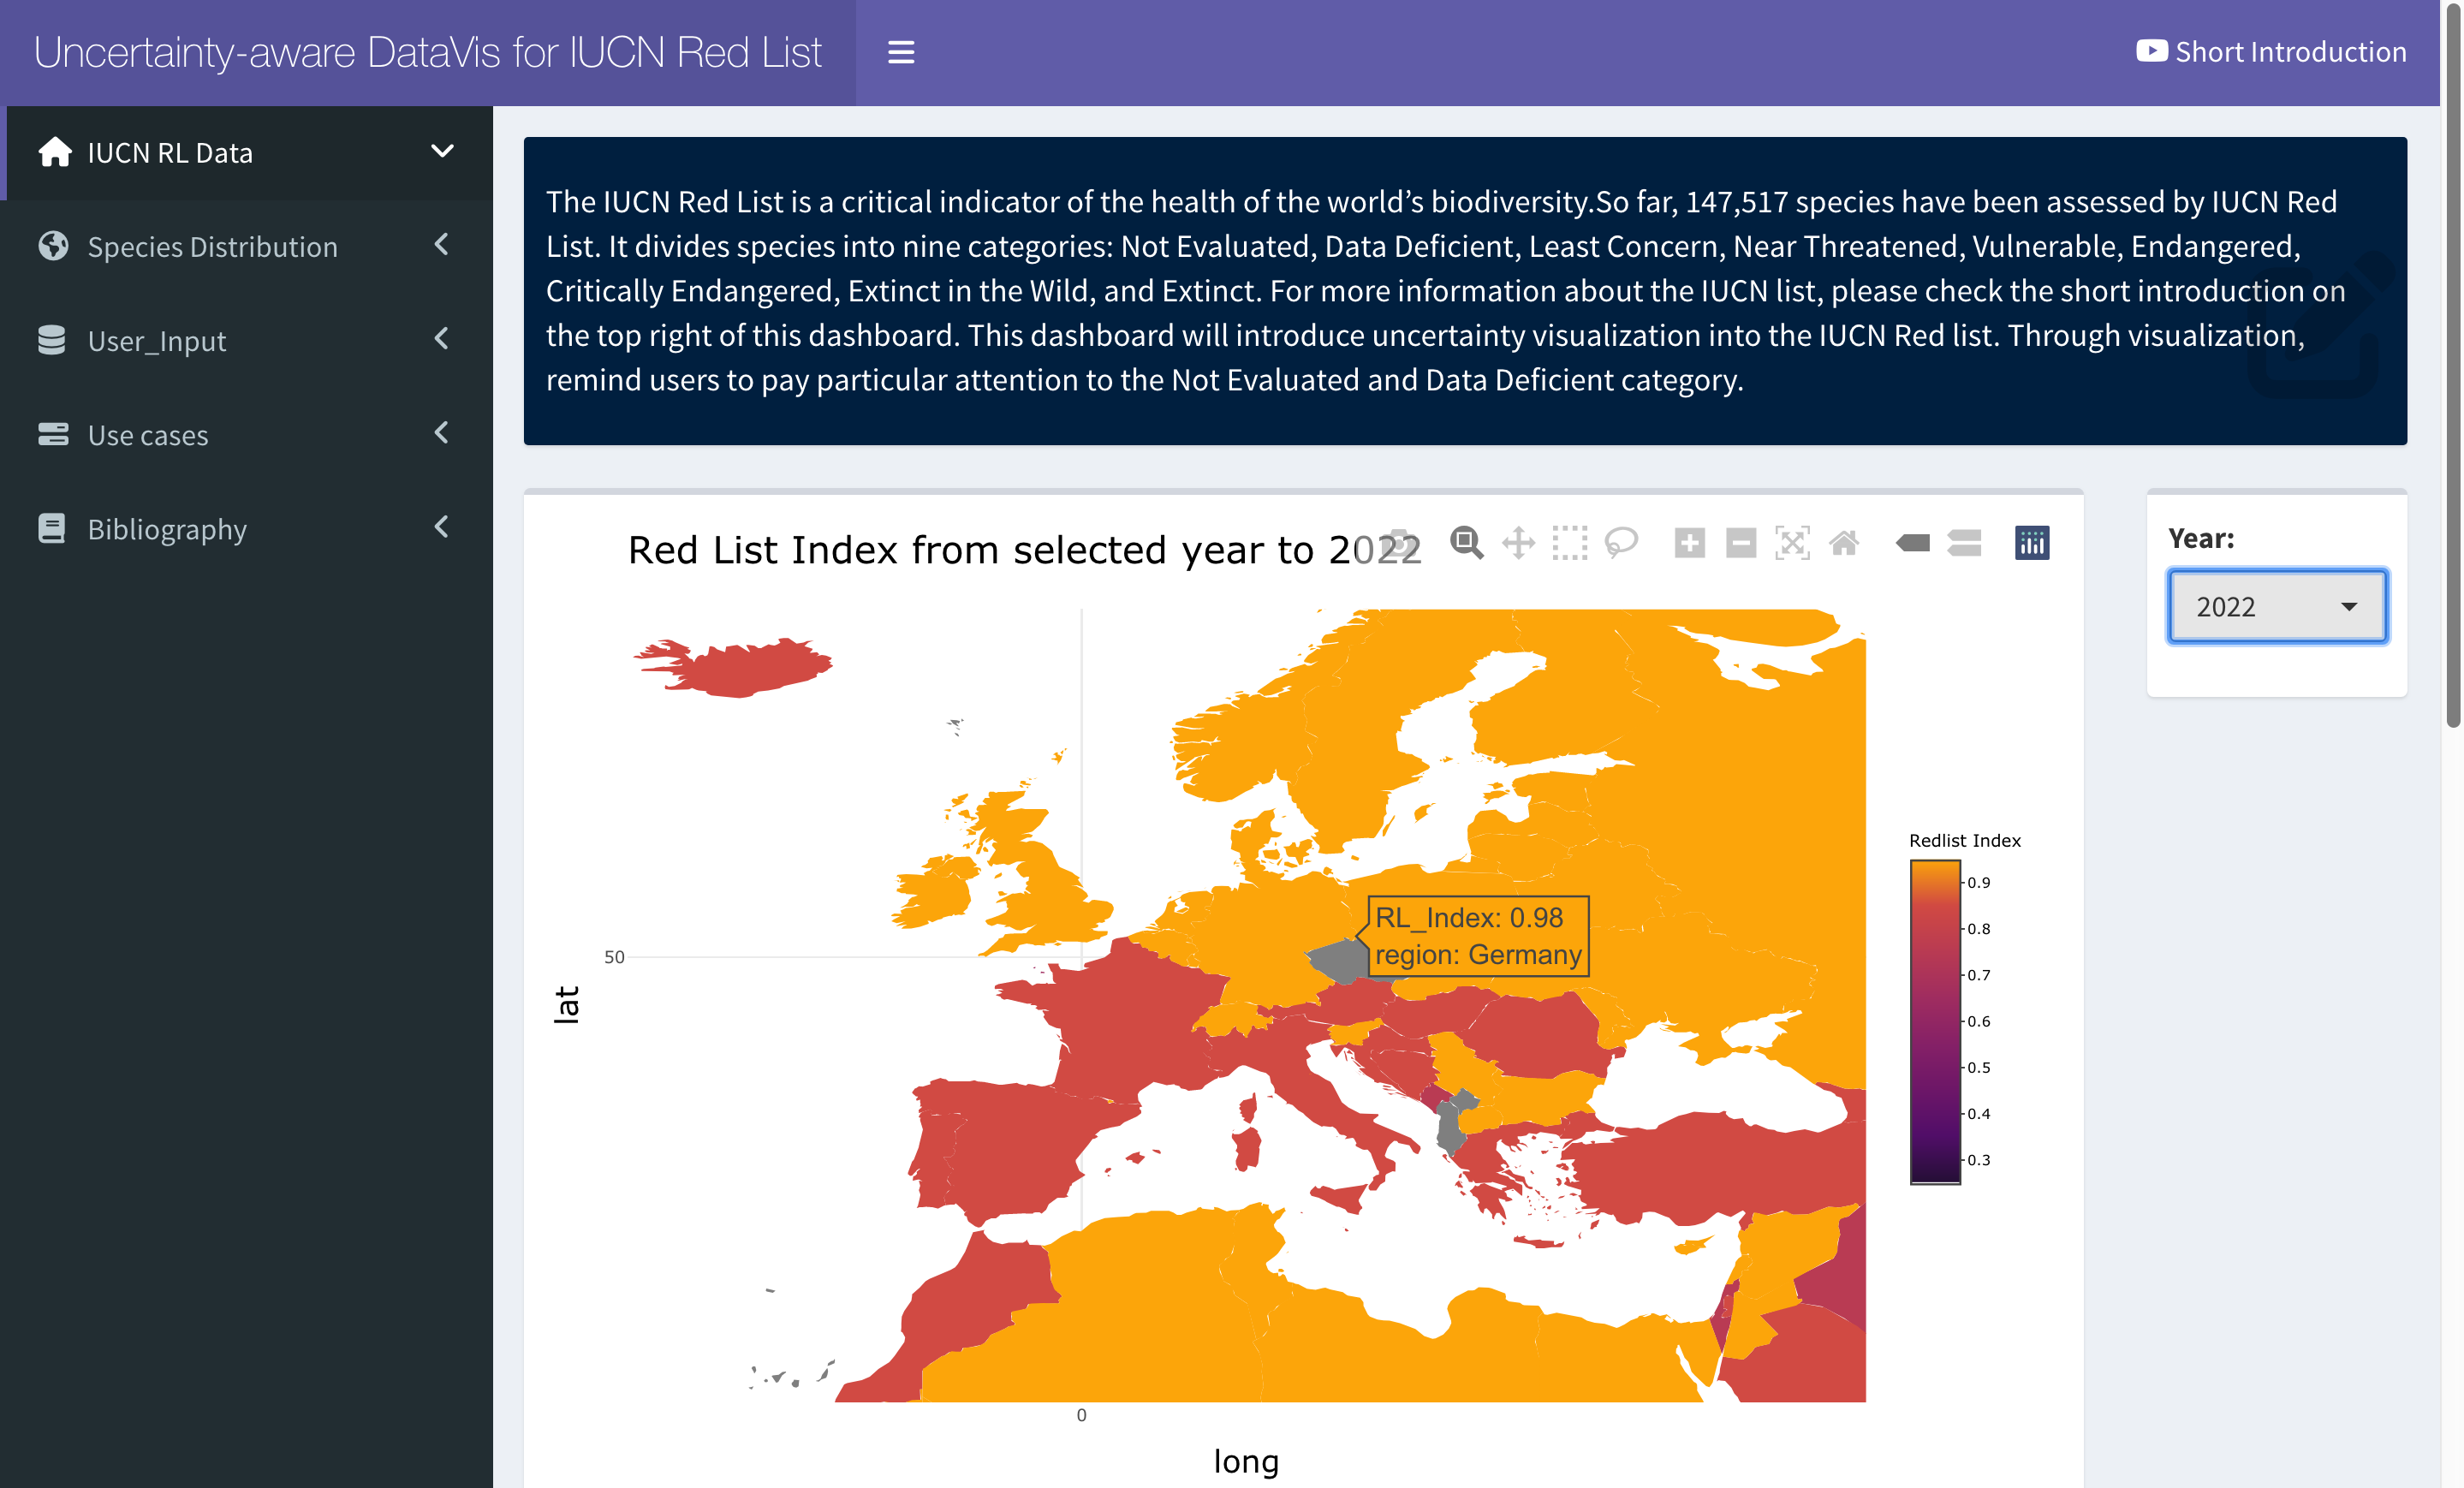 Uncertainty-aware DataVis for IUCN Red List
Short Introduction
IUCN RL Data
Species Distribution
User_Input
Use cases
Bibliography
The IUCN Red List is a critical indicator of the health of the world’s biodiversity.So far, 147,517 species have been assessed by IUCN Red
List. It divides species into nine categories: Not Evaluated, Data Deficient, Least Concern, Near Threatened, Vulnerable, Endangered,
Critically Endangered, Extinct in the Wild, and Extinct. For more information about the IUCN list, please check the short introduction on
the top right of this dashboard. This dashboard will introduce uncertainty visualization into the IUCN Red list. Through visualization,
remind users to pay particular attention to the Not Evaluated and Data Deficient category.
Red List Index from selected year to 2022
Year:
2022
RL_Index: 0.98
region: Germany
Redlist Index
0.9
0.8
0.7
0.6
0.5
0.4
0.3
50
lat
0
long